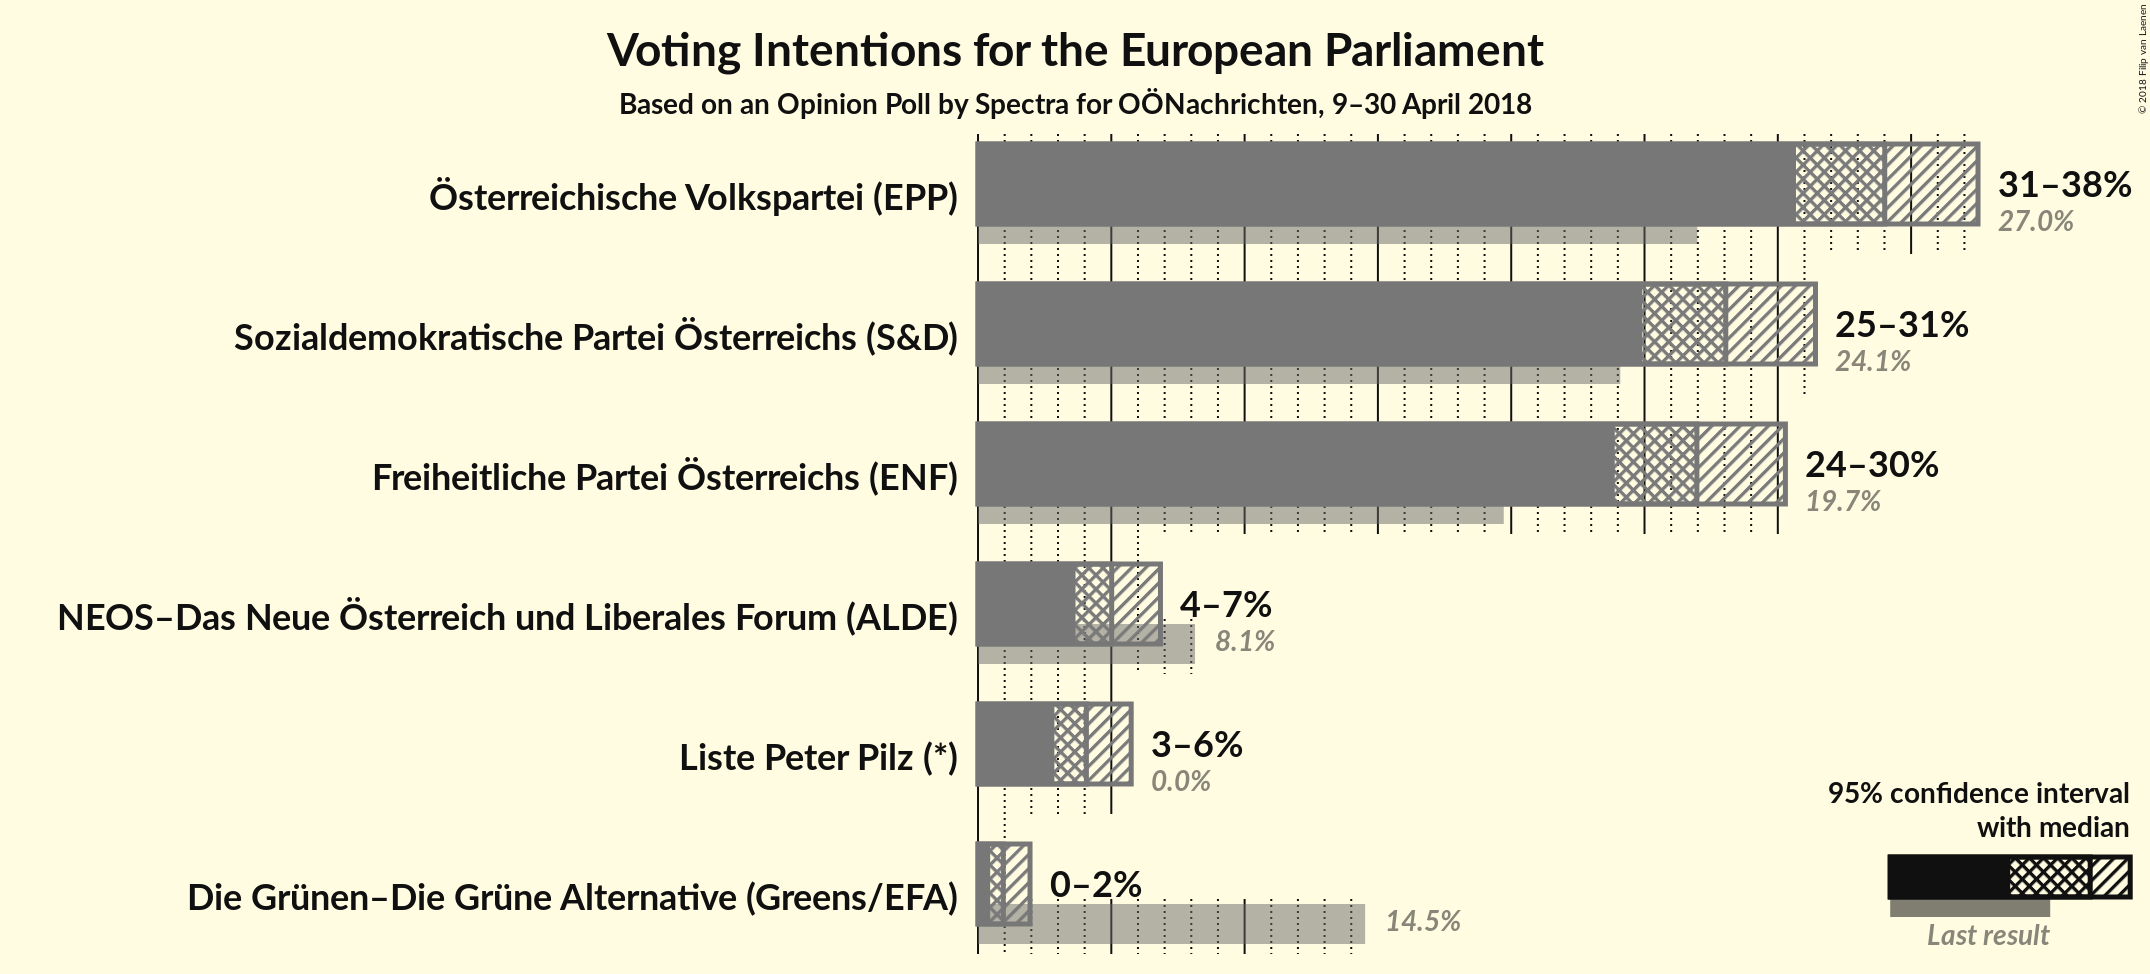 Voting Intentions for the European Parliament
Based on an Opinion Poll by Spectra for OÖNachrichten, 9–30 April 2018
© 2018 Filip van Laenen
Österreichische Volkspartei (EPP)
31–38%
27.0%
Sozialdemokratische Partei Österreichs (S&D)
25–31%
24.1%
Freiheitliche Partei Österreichs (ENF)
24–30%
19.7%
NEOS–Das Neue Österreich und Liberales Forum (ALDE)
4–7%
8.1%
Liste Peter Pilz (*)
3–6%
0.0%
Die Grünen–Die Grüne Alternative (Greens/EFA)
0–2%
14.5%
95% confidence interval
with median
Last result